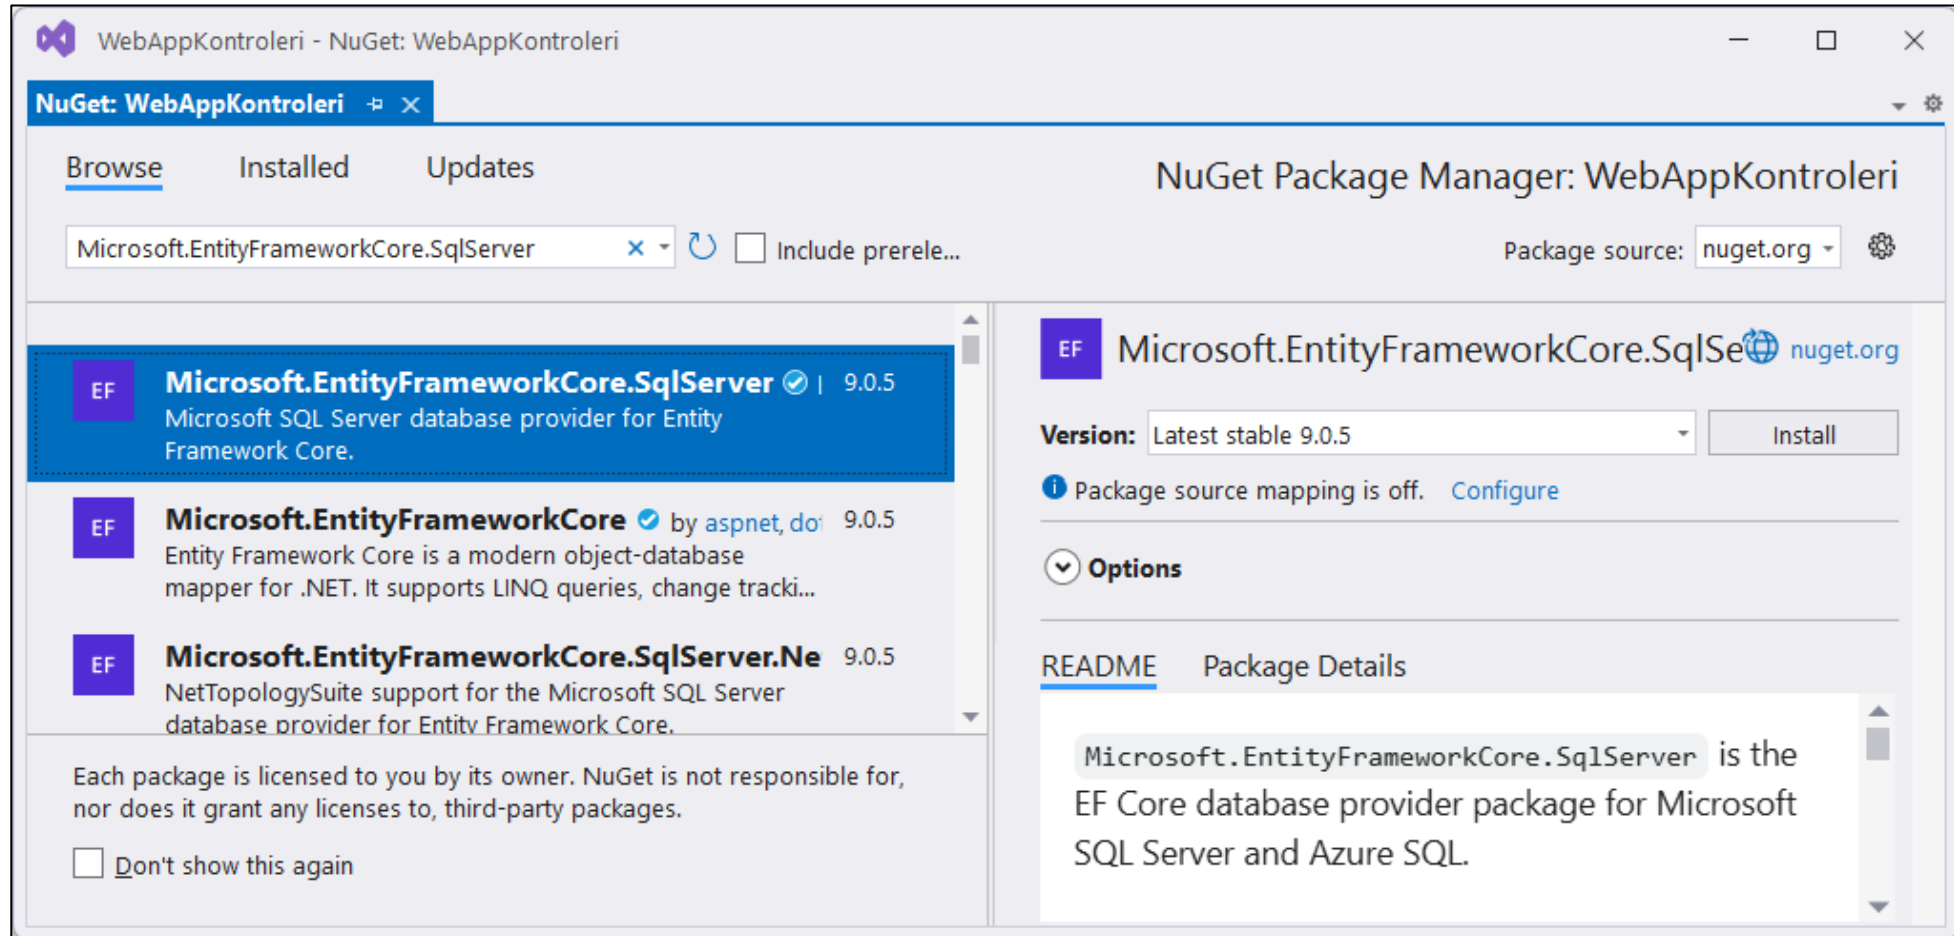 WebAppKontroleri - NuGet: WebAppKontroleri
NuGet: WebAppKontroleri
Browse Installed Updates
NuGet Package Manager: WebAppKontroleri
Microsoft.EntityFrameworkCore.SqlServer
Include prerele...
Package source: nuget.org
EF
Microsoft.EntityFrameworkCore.SqlServer 9.0.5
Microsoft SQL Server database provider for Entity
Framework Core.
EF
Microsoft.EntityFrameworkCore by aspnet, do 9.0.5
Entity Framework Core is a modern object-database
mapper for .NET. It supports LINQ queries, change tracki...
EF
Microsoft.EntityFrameworkCore.SqlServer.Ne 9.0.5
NetTopologySuite support for the Microsoft SQL Server
database provider for Entity Framework Core.
Each package is licensed to you by its owner. NuGet is not responsible for,
nor does it grant any licenses to, third-party packages.
Don't show this again
EF
Microsoft.EntityFrameworkCore.SqlSe nuget.org
Version: Latest stable 9.0.5 Install
Package source mapping is off. Configure
Options
README Package Details
Microsoft.EntityFrameworkCore.SqlServer is the
EF Core database provider package for Microsoft
SQL Server and Azure SQL.